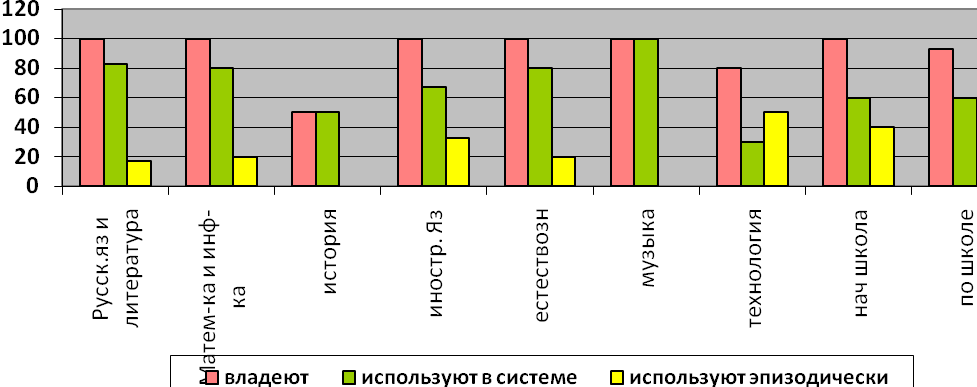 120
100
80
60
40
20
0
Русск.яз и
литература
Матем-ка и инф-
ка
история
иностр. Яз
естествозн
музыка
технология
нач школа
по школе
владеют
используют в системе
используют эпизодически